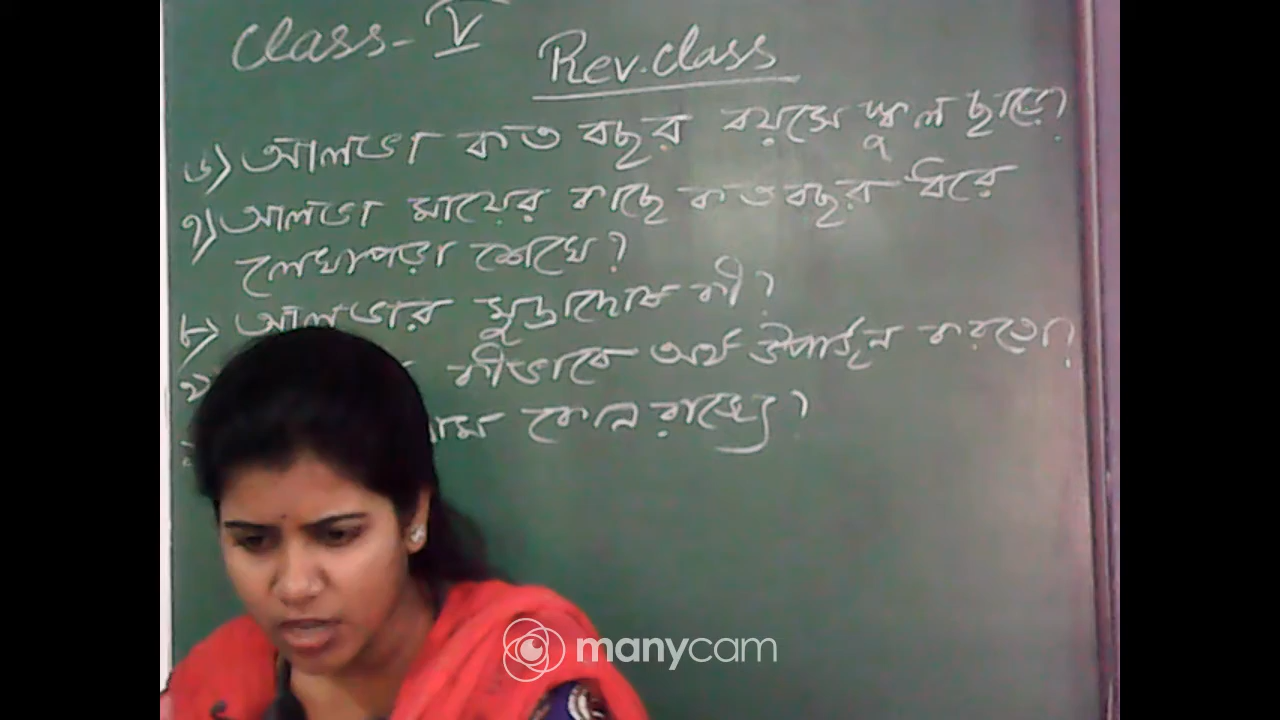 Class - V
Rev. class
৬) আলভা কত বছর বয়সে স্কুল ছাড়ে?
৭) আলভা মায়ের কাছে কত বছর ধরে
লেখাপড়া শেখে?
৮) আলভার মুদ্রাদোষ কী?
কীভাবে অর্থ উপার্জন করতো?
কোন রাজ্যে?
manycam